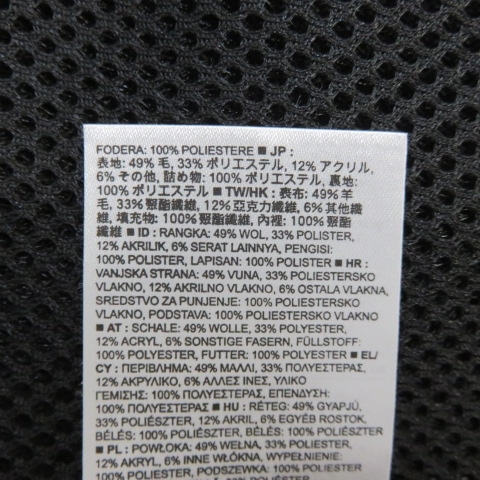 FODERA: 100% POLIESTERE ■ JP :
表地: 49% 毛, 33% ポリエステル, 12% アクリル,
6% その他, 詰め物: 100% ポリエステル, 裏地:
100% ポリエステル ■ TW/HK : 表布: 49% 羊
毛, 33% 聚酯纖維, 12% 亞克力纖維, 6% 其他纖
維, 填充物: 100% 聚酯纖維, 內裡: 100% 聚酯
纖維 ■ ID : RANGKA: 49% WOL, 33% POLISTER,
12% AKRILIK, 6% SERAT LAINNYA, PENGISI:
100% POLISTER, LAPISAN: 100% POLISTER ■ HR :
VANJSKA STRANA: 49% VUNA, 33% POLIESTERSKO
VLAKNO, 12% AKRILNO VLAKNO, 6% OSTALA VLAKNA,
SREDSTVO ZA PUNJENJE: 100% POLIESTERSKO
VLAKNO, PODSTAVA: 100% POLIESTERSKO VLAKNO
■ AT : SCHALE: 49% WOLLE, 33% POLYESTER,
12% ACRYL, 6% SONSTIGE FASERN, FÜLLSTOFF:
100% POLYESTER, FUTTER: 100% POLYESTER ■ EL/
CY : ΠΕΡΙΒΛΗΜΑ: 49% ΜΑΛΛΙ, 33% ΠΟΛΥΕΣΤΕΡΑΣ,
12% ΑΚΡΥΛΙΚΟ, 6% ΑΛΛΕΣ ΙΝΕΣ, ΥΛΙΚΟ
ΓΕΜΙΣΗΣ: 100% ΠΟΛΥΕΣΤΕΡΑΣ, ΕΠΕΝΔΥΣΗ:
100% ΠΟΛΥΕΣΤΕΡΑΣ ■ HU : RÉTEG: 49% GYAPJÚ,
33% POLIÉSZTER, 12% AKRIL, 6% EGYÉB ROSTOK,
BÉLÉS: 100% POLIÉSZTER, BÉLÉS: 100% POLIÉSZTER
■ PL : POWŁOKA: 49% WEŁNA, 33% POLIESTER,
12% AKRYL, 6% INNE WŁÓKNA, WYPEŁNIENIE:
100% POLIESTER, PODSZEWKA: 100% POLIESTER